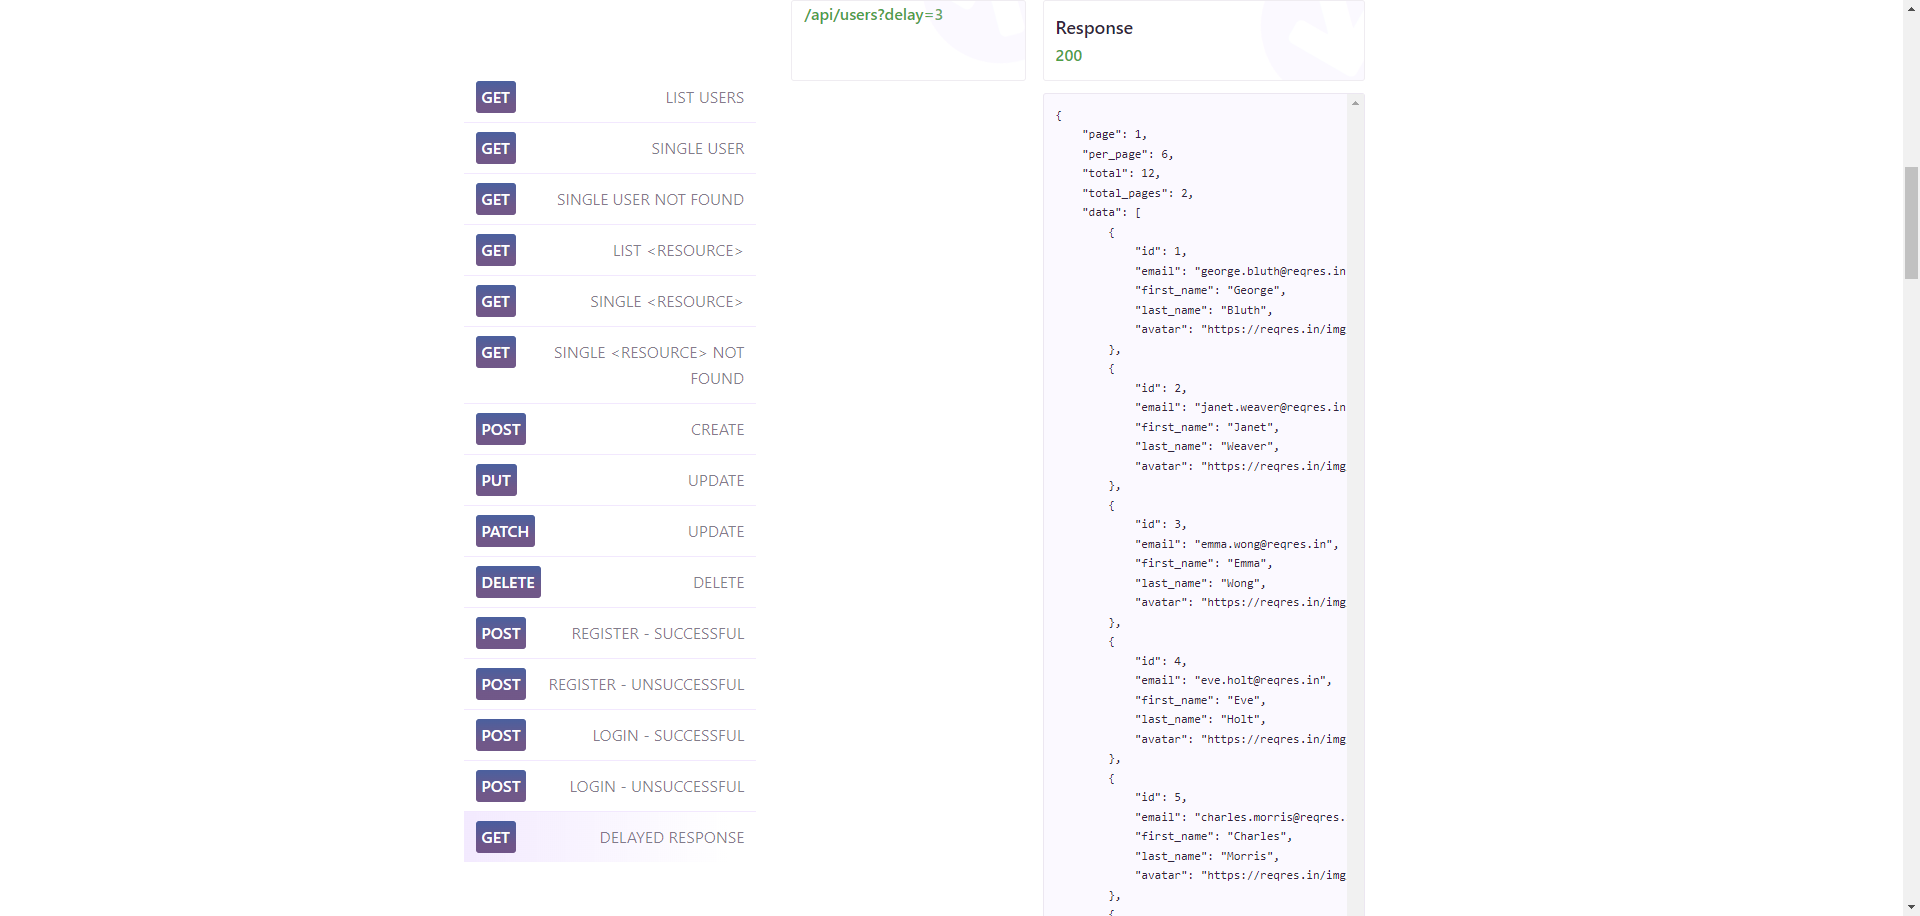 /api/users?delay=3
Response
200
GET LIST USERS
GET SINGLE USER
GET SINGLE USER NOT FOUND
GET LIST <RESOURCE>
GET SINGLE <RESOURCE>
GET SINGLE <RESOURCE> NOT
FOUND
POST CREATE
PUT UPDATE
PATCH UPDATE
DELETE DELETE
POST REGISTER - SUCCESSFUL
POST REGISTER - UNSUCCESSFUL
POST LOGIN - SUCCESSFUL
POST LOGIN - UNSUCCESSFUL
GET DELAYED RESPONSE
{
"page": 1,
"per_page": 6,
"total": 12,
"total_pages": 2,
"data": [
{
"id": 1,
"email": "george.bluth@reqres.in
"first_name": "George",
"last_name": "Bluth",
"avatar": "https://reqres.in/img
},
{
"id": 2,
"email": "janet.weaver@reqres.in
"first_name": "Janet",
"last_name": "Weaver",
"avatar": "https://reqres.in/img
},
{
"id": 3,
"email": "emma.wong@reqres.in",
"first_name": "Emma",
"last_name": "Wong",
"avatar": "https://reqres.in/img
},
{
"id": 4,
"email": "eve.holt@reqres.in",
"first_name": "Eve",
"last_name": "Holt",
"avatar": "https://reqres.in/img
},
{
"id": 5,
"email": "charles.morris@reqres.
"first_name": "Charles",
"last_name": "Morris",
"avatar": "https://reqres.in/img
},
{